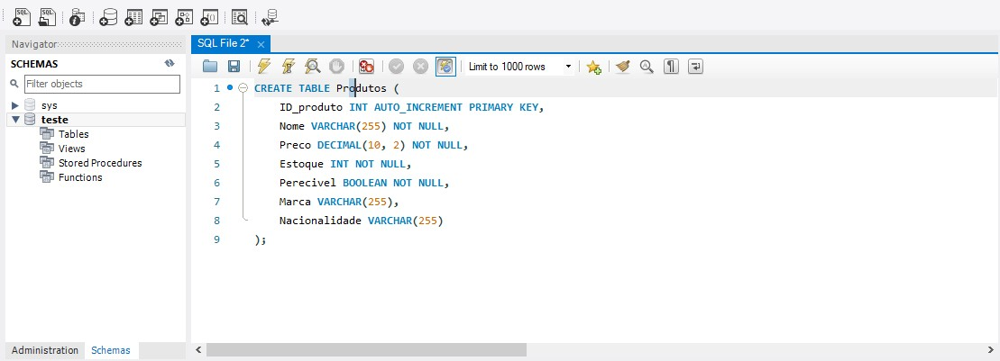 Navigator
SQL File 2*
SCHEMAS
Filter objects
sys
teste
Tables
Views
Stored Procedures
Functions
Administration
Schemas
Limit to 1000 rows
1 CREATE TABLE Produtos (
2 ID_produto INT AUTO_INCREMENT PRIMARY KEY,
3 Nome VARCHAR(255) NOT NULL,
4 Preco DECIMAL(10, 2) NOT NULL,
5 Estoque INT NOT NULL,
6 Perecivel BOOLEAN NOT NULL,
7 Marca VARCHAR(255),
8 Nacionalidade VARCHAR(255)
9 );